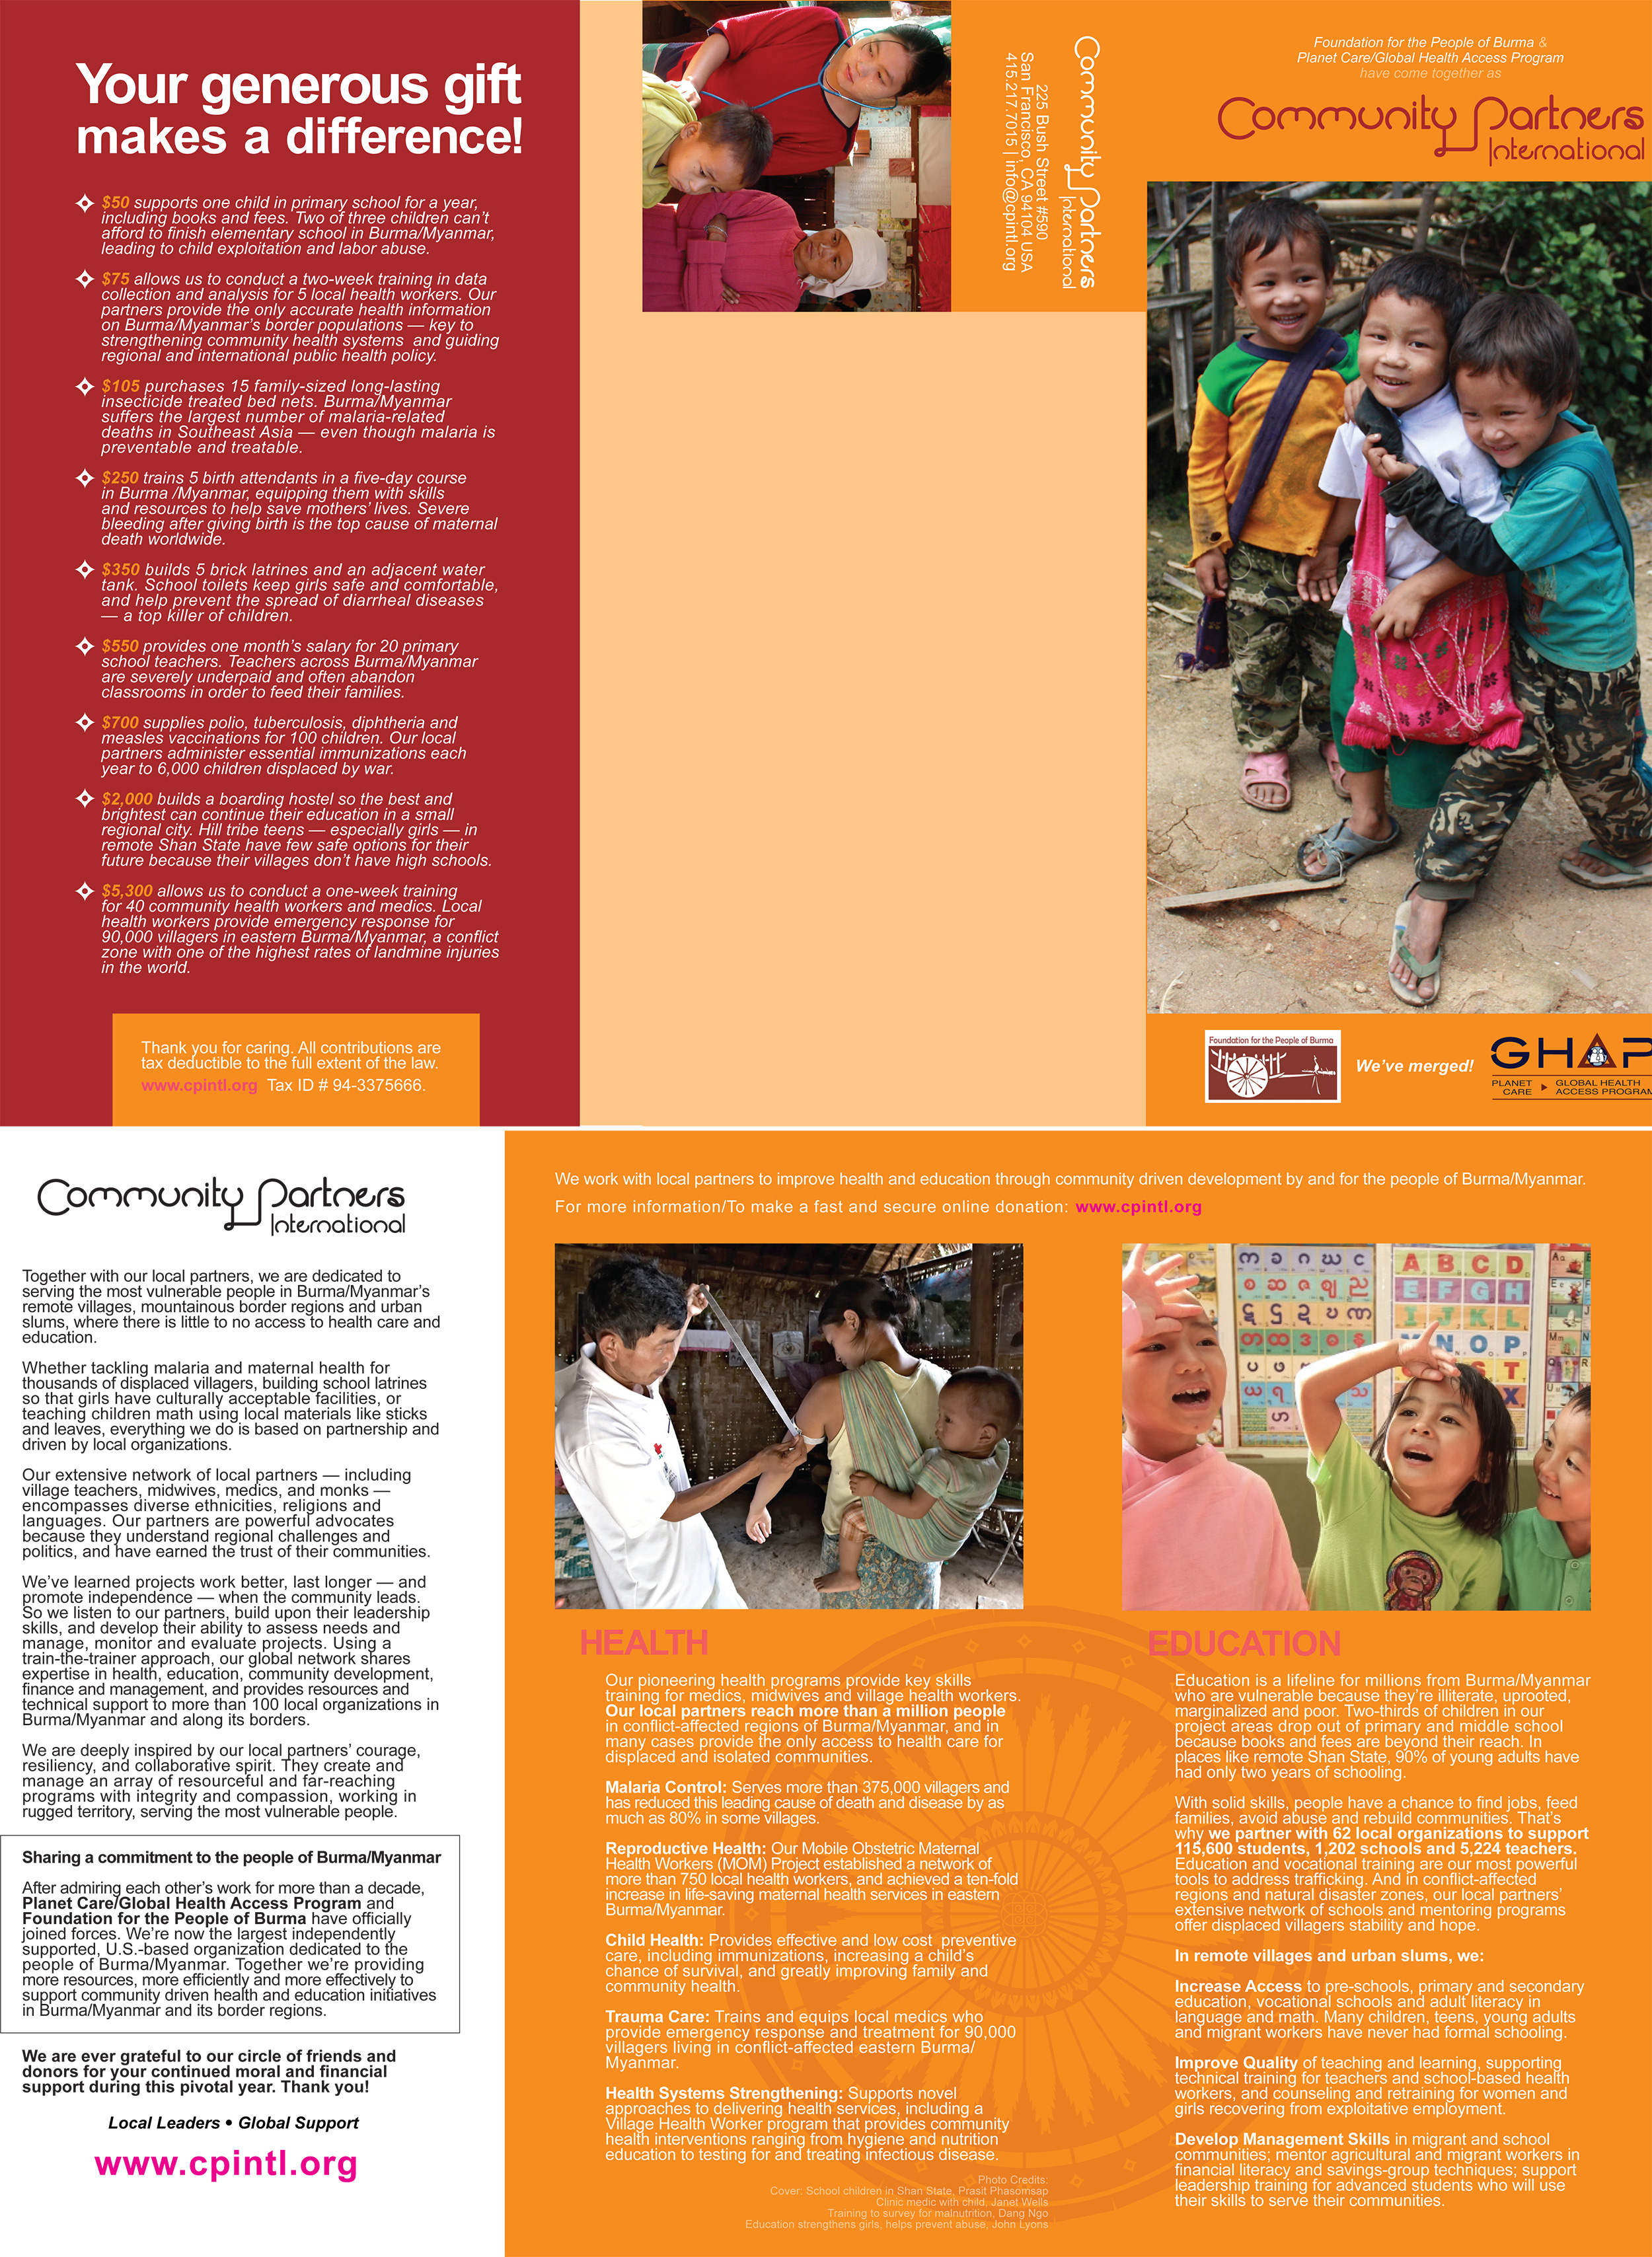 Your generous gift
makes a difference!
$50 supports one child in primary school for a year,
including books and fees. Two of three children can't
afford to finish elementary school in Burma/Myanmar,
leading to child exploitation and labor abuse.
$75 allows us to conduct a two-week training in data
collection and analysis for 5 local health workers. Our
partners provide the only accurate health information
on Burma/Myanmar's border populations — key to
strengthening community health systems and guiding
regional and international public health policy.
$105 purchases 15 family-sized long-lasting
insecticide treated bed nets. Burma/Myanmar
suffers the largest number of malaria-related
deaths in Southeast Asia — even though malaria is
preventable and treatable.
$250 trains 5 birth attendants in a five-day course
in Burma /Myanmar, equipping them with skills
and resources to help save mothers' lives. Severe
bleeding after giving birth is the top cause of maternal
death worldwide.
$350 builds 5 brick latrines and an adjacent water
tank. School toilets keep girls safe and comfortable,
and help prevent the spread of diarrheal diseases
— a top killer of children.
$550 provides one month's salary for 20 primary
school teachers. Teachers across Burma/Myanmar
are severely underpaid and often abandon
classrooms in order to feed their families.
$700 supplies polio, tuberculosis, diphtheria and
measles vaccinations for 100 children. Our local
partners administer essential immunizations each
year to 6,000 children displaced by war.
$2,000 builds a boarding hostel so the best and
brightest can continue their education in a small
regional city. Hill tribe teens — especially girls — in
remote Shan State have few safe options for their
future because their villages don't have high schools.
$5,300 allows us to conduct a one-week training
for 40 community health workers and medics. Local
health workers provide emergency response for
90,000 villagers in eastern Burma/Myanmar, a conflict
zone with one of the highest rates of landmine injuries
in the world.
Thank you for caring. All contributions are
tax deductible to the full extent of the law.
www.cpintl.org Tax ID # 94-3375666.
Community Partners
International
225 Bush Street #590
San Francisco, CA 94104 USA
415.217.7015 | info@cpintl.org
Foundation for the People of Burma &
Planet Care/Global Health Access Program
have come together as
Community Partners
International
Foundation for the People of Burma
We've merged!
GHAP
PLANET CARE
GLOBAL HEALTH ACCESS PROGRAM
Community Partners
International
Together with our local partners, we are dedicated to
serving the most vulnerable people in Burma/Myanmar's
remote villages, mountainous border regions and urban
slums, where there is little to no access to health care and
education.
Whether tackling malaria and maternal health for
thousands of displaced villagers, building school latrines
so that girls have culturally acceptable facilities, or
teaching children math using local materials like sticks
and leaves, everything we do is based on partnership and
driven by local organizations.
Our extensive network of local partners — including
village teachers, midwives, medics, and monks —
encompasses diverse ethnicities, religions and
languages. Our partners are powerful advocates
because they understand regional challenges and
politics, and have earned the trust of their communities.
We've learned projects work better, last longer — and
promote independence — when the community leads.
So we listen to our partners, build upon their leadership
skills, and develop their ability to assess needs and
manage, monitor and evaluate projects. Using a
train-the-trainer approach, our global network shares
expertise in health, education, community development,
finance and management, and provides resources and
technical support to more than 100 local organizations in
Burma/Myanmar and along its borders.
We are deeply inspired by our local partners' courage,
resiliency, and collaborative spirit. They create and
manage an array of resourceful and far-reaching
programs with integrity and compassion, working in
rugged territory, serving the most vulnerable people.
Sharing a commitment to the people of Burma/Myanmar
After admiring each other's work for more than a decade,
Planet Care/Global Health Access Program and
Foundation for the People of Burma have officially
joined forces. We're now the largest independently
supported, U.S.-based organization dedicated to the
people of Burma/Myanmar. Together we're providing
more resources, more efficiently and more effectively to
support community driven health and education initiatives
in Burma/Myanmar and its border regions.
We are ever grateful to our circle of friends and
donors for your continued moral and financial
support during this pivotal year. Thank you!
Local Leaders • Global Support
www.cpintl.org
We work with local partners to improve health and education through community driven development by and for the people of Burma/Myanmar.
For more information/To make a fast and secure online donation: www.cpintl.org
A B C D
E F G H
I J K L
N O P
HEALTH
Our pioneering health programs provide key skills
training for medics, midwives and village health workers.
Our local partners reach more than a million people
in conflict-affected regions of Burma/Myanmar, and in
many cases provide the only access to health care for
displaced and isolated communities.
Malaria Control: Serves more than 375,000 villagers and
has reduced this leading cause of death and disease by as
much as 80% in some villages.
Reproductive Health: Our Mobile Obstetric Maternal
Health Workers (MOM) Project established a network of
more than 750 local health workers, and achieved a ten-fold
increase in life-saving maternal health services in eastern
Burma/Myanmar.
Child Health: Provides effective and low cost preventive
care, including immunizations, increasing a child's
chance of survival, and greatly improving family and
community health.
Trauma Care: Trains and equips local medics who
provide emergency response and treatment for 90,000
villagers living in conflict-affected eastern Burma/
Myanmar.
Health Systems Strengthening: Supports novel
approaches to delivering health services, including a
Village Health Worker program that provides community
health interventions ranging from hygiene and nutrition
education to testing for and treating infectious disease.
Photo Credits:
Cover: School children in Shan State, Prasit Phasomsap
Clinic medic with child, Janet Wells
Training to survey for malnutrition, Dang Ngo
Education strengthens girls, helps prevent abuse, John Lyons
EDUCATION
Education is a lifeline for millions from Burma/Myanmar
who are vulnerable because they're illiterate, uprooted,
marginalized and poor. Two-thirds of children in our
project areas drop out of primary and middle school
because books and fees are beyond their reach. In
places like remote Shan State, 90% of young adults have
had only two years of schooling.
With solid skills, people have a chance to find jobs, feed
families, avoid abuse and rebuild communities. That's
why we partner with 62 local organizations to support
115,600 students, 1,202 schools and 5,224 teachers.
Education and vocational training are our most powerful
tools to address trafficking. And in conflict-affected
regions and natural disaster zones, our local partners'
extensive network of schools and mentoring programs
offer displaced villagers stability and hope.
In remote villages and urban slums, we:
Increase Access to pre-schools, primary and secondary
education, vocational schools and adult literacy in
language and math. Many children, teens, young adults
and migrant workers have never had formal schooling.
Improve Quality of teaching and learning, supporting
technical training for teachers and school-based health
workers, and counseling and retraining for women and
girls recovering from exploitative employment.
Develop Management Skills in migrant and school
communities; mentor agricultural and migrant workers in
financial literacy and savings-group techniques; support
leadership training for advanced students who will use
their skills to serve their communities.